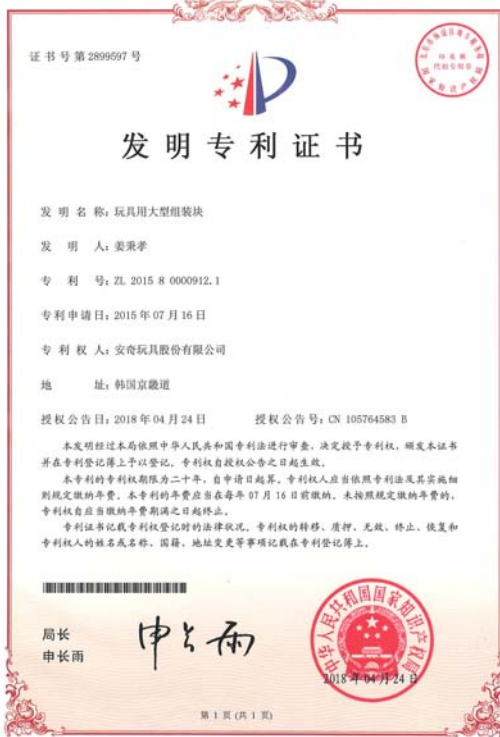 证书号第2899597号
发明专利证书
发 明 名 称：玩具用大型组装块
发 明 人：姜秉孝
专 利 号：ZL 2015 8 0000912.1
专利申请日：2015年07月16日
专 利 权 人：安奇玩具股份有限公司
地 址：韩国京畿道
授权公告日：2018年04月24日 授权公告号：CN 105764583 B
本发明经过本局依照中华人民共和国专利法进行审查，决定授予专利权，颁发本证书
并在专利登记簿上予以登记。专利权自授权公告之日起生效。
本专利的专利权期限为二十年，自申请日起算。专利权人应当依照专利法及其实施细
则规定缴纳年费。本专利的年费应当在每年07月16日前缴纳。未按照规定缴纳年费的，
专利权自应当缴纳年费期满之日起终止。
专利证书记载专利权登记时的法律状况。专利权的转移、质押、无效、终止、恢复和
专利权人的姓名或名称、国籍、地址变更等事项记载在专利登记簿上。
局长
申长雨
申长雨
中华人民共和国国家知识产权局
2018年04月24日
第 1 页 (共 1 页)